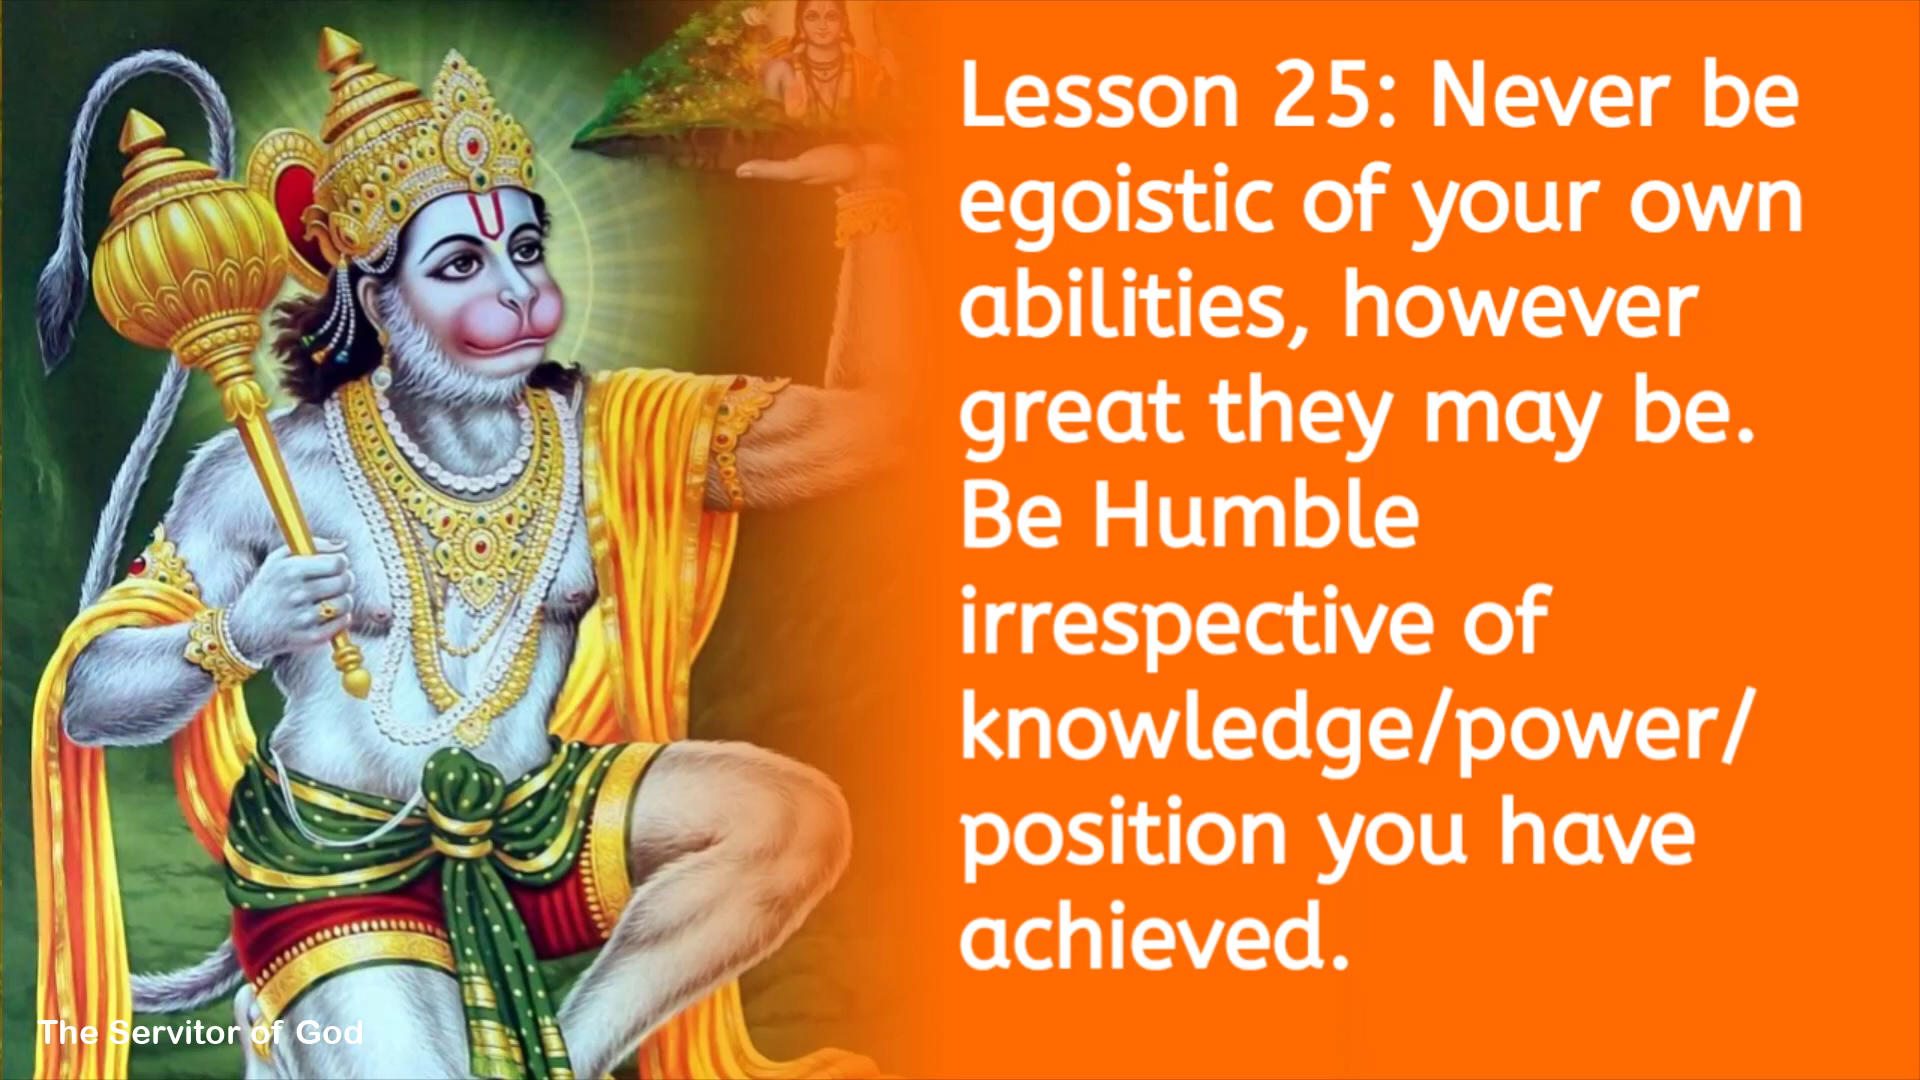 Lesson 25: Never be
egoistic of your own
abilities, however
great they may be.
Be Humble
irrespective of
knowledge/power/
position you have
achieved.
The Servitor of God